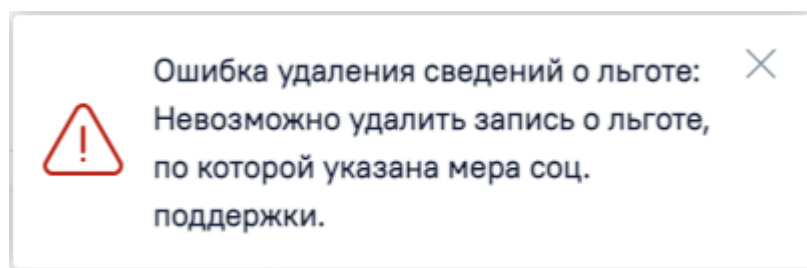 Ошибка удаления сведений о льготе:
Невозможно удалить запись о льготе,
по которой указана мера соц.
поддержки.